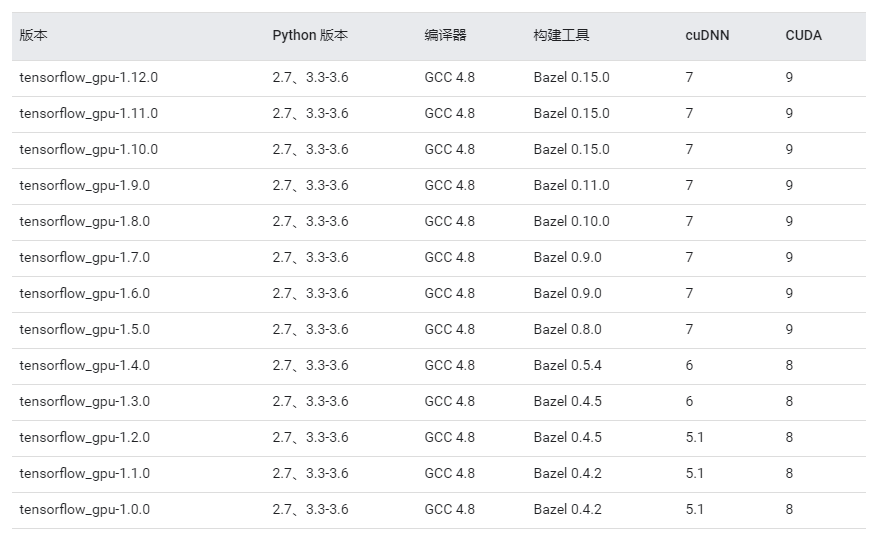 版本 Python 版本 编译器 构建工具 cuDNN CUDA
tensorflow_gpu-1.12.0 2.7、3.3-3.6 GCC 4.8 Bazel 0.15.0 7 9
tensorflow_gpu-1.11.0 2.7、3.3-3.6 GCC 4.8 Bazel 0.15.0 7 9
tensorflow_gpu-1.10.0 2.7、3.3-3.6 GCC 4.8 Bazel 0.15.0 7 9
tensorflow_gpu-1.9.0 2.7、3.3-3.6 GCC 4.8 Bazel 0.11.0 7 9
tensorflow_gpu-1.8.0 2.7、3.3-3.6 GCC 4.8 Bazel 0.10.0 7 9
tensorflow_gpu-1.7.0 2.7、3.3-3.6 GCC 4.8 Bazel 0.9.0 7 9
tensorflow_gpu-1.6.0 2.7、3.3-3.6 GCC 4.8 Bazel 0.9.0 7 9
tensorflow_gpu-1.5.0 2.7、3.3-3.6 GCC 4.8 Bazel 0.8.0 7 9
tensorflow_gpu-1.4.0 2.7、3.3-3.6 GCC 4.8 Bazel 0.5.4 6 8
tensorflow_gpu-1.3.0 2.7、3.3-3.6 GCC 4.8 Bazel 0.4.5 6 8
tensorflow_gpu-1.2.0 2.7、3.3-3.6 GCC 4.8 Bazel 0.4.5 5.1 8
tensorflow_gpu-1.1.0 2.7、3.3-3.6 GCC 4.8 Bazel 0.4.2 5.1 8
tensorflow_gpu-1.0.0 2.7、3.3-3.6 GCC 4.8 Bazel 0.4.2 5.1 8